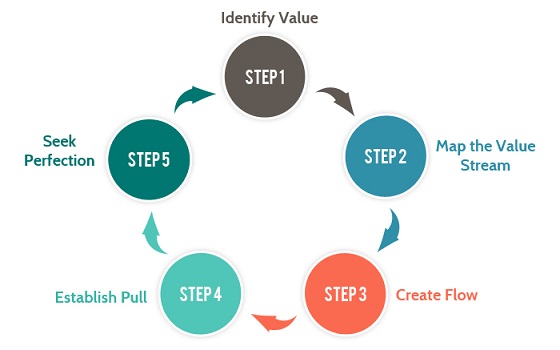 Identify Value
STEP 1
STEP 2
Map the Value
Stream
STEP 3
Create Flow
STEP 4
Establish Pull
STEP 5
Seek
Perfection